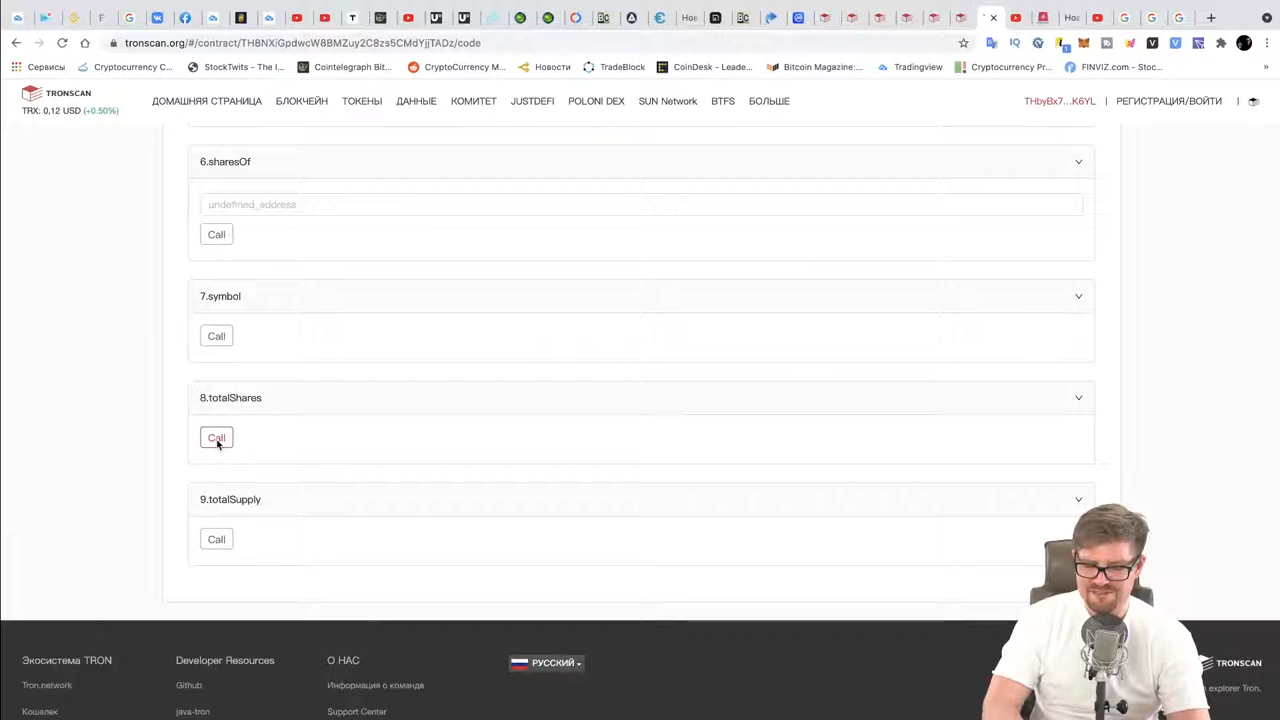 tronscan.org/#/contract/TH8NXiGpdwcW8BMZuy2C8zt5CMdYjjTADz/code
Сервисы
Cryptocurrency C...
StockTwits - The I...
Cointelegraph Bit...
CryptoCurrency M...
Новости
TradeBlock
CoinDesk - Leade...
Bitcoin Magazine:...
Tradingview
Cryptocurrency Pr...
FINVIZ.com - Stoc...
TRONSCAN
TRX: 0,12 USD (+0.50%)
ДОМАШНЯЯ СТРАНИЦА
БЛОКЧЕЙН
ТОКЕНЫ
ДАННЫЕ
КОМИТЕТ
JUSTDEFI
POLONI DEX
SUN Network
BTFS
БОЛЬШЕ
THbyBx7...K6YL
РЕГИСТРАЦИЯ/ВОЙТИ
6.sharesOf
undefined_address
Call
7.symbol
Call
8.totalShares
Call
9.totalSupply
Call
Экосистема TRON
Developer Resources
О НАС
РУССКИЙ
TRONSCAN
Tron.network
Github
Информация о команде
explorer Tron.
Кошелек
java-tron
Support Center